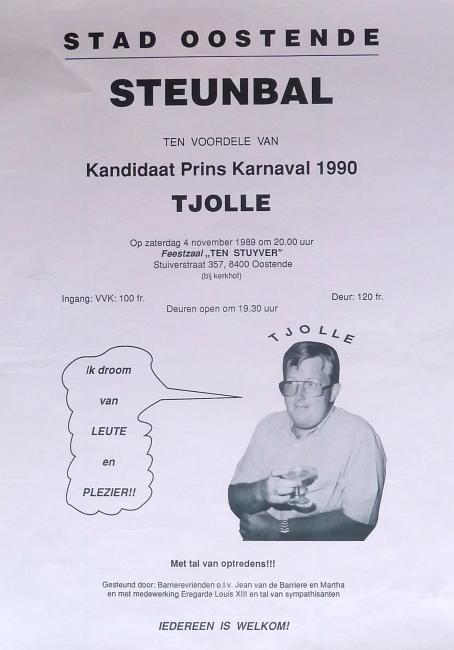 STAD OOSTENDE
STEUNBAL
TEN VOORDELE VAN
Kandidaat Prins Karnaval 1990
TJOLLE
Op zaterdag 4 november 1989 om 20.00 uur
Feestzaal „TEN STUYVER"
Stuiverstraat 357, 8400 Oostende
(bij kerkhof)
Ingang: VVK: 100 fr.
Deur: 120 fr.
Deuren open om 19.30 uur
TJOLLE
ik droom
van
LEUTE
en
PLEZIER!!
Met tal van optredens!!!
Gesteund door: Barrierevrienden o.l.v. Jean van de Barriere en Martha
en met medewerking Eregarde Louis XIII en tal van sympathisanten
IEDEREEN IS WELKOM!